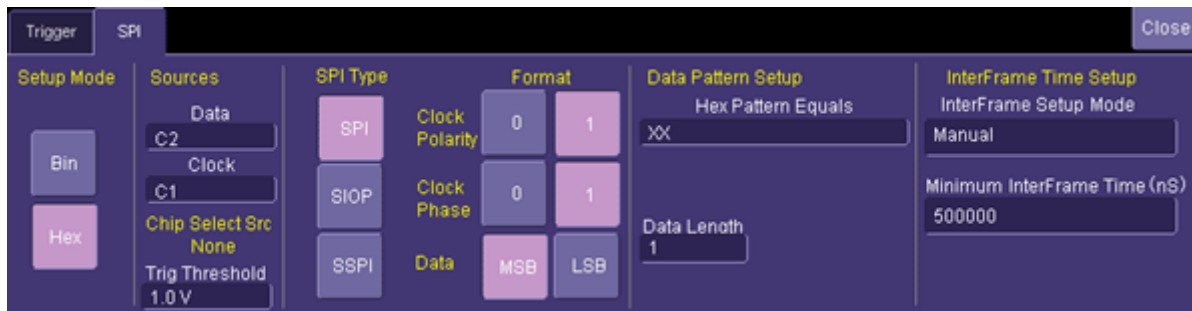 Trigger
SPI
Close
Setup Mode
Bin
Hex
Sources
Data
C2
Clock
C1
Chip Select Src
None
Trig Threshold
1.0 V
SPI Type
SPI
SIOP
SSPI
Format
Clock
Polarity
0
1
Clock
Phase
0
1
Data
MSB
LSB
Data Pattern Setup
Hex Pattern Equals
XX
Data Length
1
InterFrame Time Setup
InterFrame Setup Mode
Manual
Minimum InterFrame Time (nS)
500000